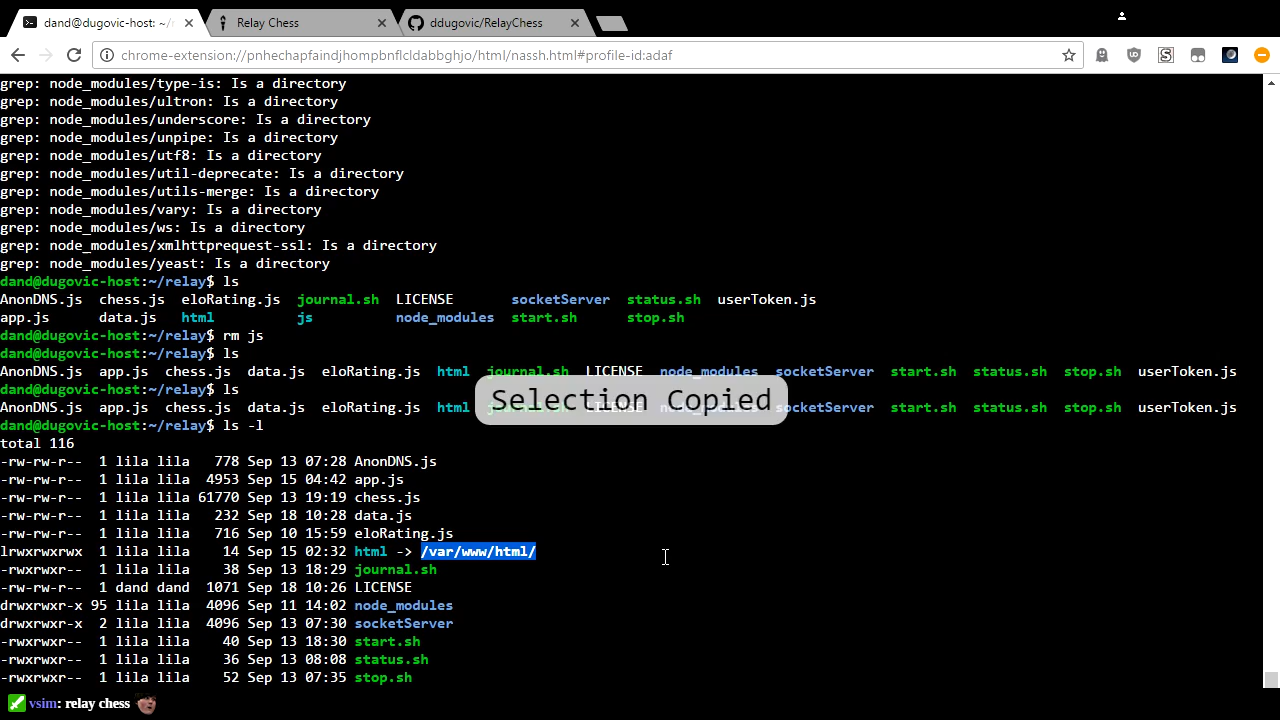 dand@dugovic-host: ~/r
Relay Chess
ddugovic/RelayChess
chrome-extension://pnhechapfaindjhompbnflcldabbghjo/html/nassh.html#profile-id:adaf
grep: node_modules/type-is: Is a directory
grep: node_modules/ultron: Is a directory
grep: node_modules/underscore: Is a directory
grep: node_modules/unpipe: Is a directory
grep: node_modules/utf8: Is a directory
grep: node_modules/util-deprecate: Is a directory
grep: node_modules/utils-merge: Is a directory
grep: node_modules/vary: Is a directory
grep: node_modules/ws: Is a directory
grep: node_modules/xmlhttprequest-ssl: Is a directory
grep: node_modules/yeast: Is a directory
dand@dugovic-host:~/relay$ ls
AnonDNS.js chess.js eloRating.js journal.sh LICENSE socketServer status.sh userToken.js
app.js data.js html js node_modules start.sh stop.sh
dand@dugovic-host:~/relay$ rm js
dand@dugovic-host:~/relay$ ls
AnonDNS.js app.js chess.js data.js eloRating.js html journal.sh LICENSE node_modules socketServer start.sh status.sh stop.sh userToken.js
dand@dugovic-host:~/relay$ ls
Selection Copied
AnonDNS.js app.js chess.js data.js eloRating.js html journal.sh LICENSE node_modules socketServer start.sh status.sh stop.sh userToken.js
dand@dugovic-host:~/relay$ ls -l
total 116
-rw-rw-r-- 1 lila lila 778 Sep 13 07:28 AnonDNS.js
-rw-rw-r-- 1 lila lila 4953 Sep 15 04:42 app.js
-rw-rw-r-- 1 lila lila 61770 Sep 13 19:19 chess.js
-rw-rw-r-- 1 lila lila 232 Sep 18 10:28 data.js
-rw-rw-r-- 1 lila lila 716 Sep 10 15:59 eloRating.js
lrwxrwxrwx 1 lila lila 14 Sep 15 02:32 html -> /var/www/html/
-rwxrwxr-- 1 lila lila 38 Sep 13 18:29 journal.sh
-rw-rw-r-- 1 dand dand 1071 Sep 18 10:26 LICENSE
drwxrwxr-x 95 lila lila 4096 Sep 11 14:02 node_modules
drwxrwxr-x 2 lila lila 4096 Sep 13 07:30 socketServer
-rwxrwxr-- 1 lila lila 40 Sep 13 18:30 start.sh
-rwxrwxr-- 1 lila lila 36 Sep 13 08:08 status.sh
-rwxrwxr-- 1 lila lila 52 Sep 13 07:35 stop.sh
vsim: relay chess